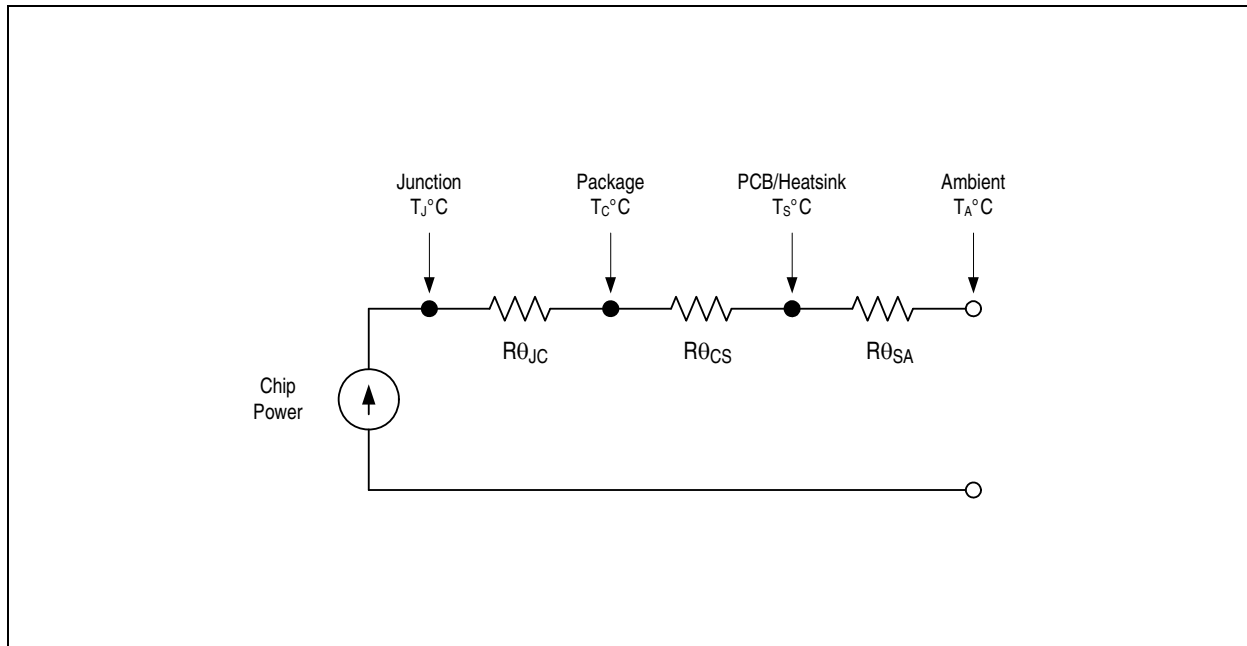 Junction
TJ°C
Package
TC°C
PCB/Heatsink
TS°C
Ambient
TA°C
RθJC
RθCS
RθSA
Chip
Power